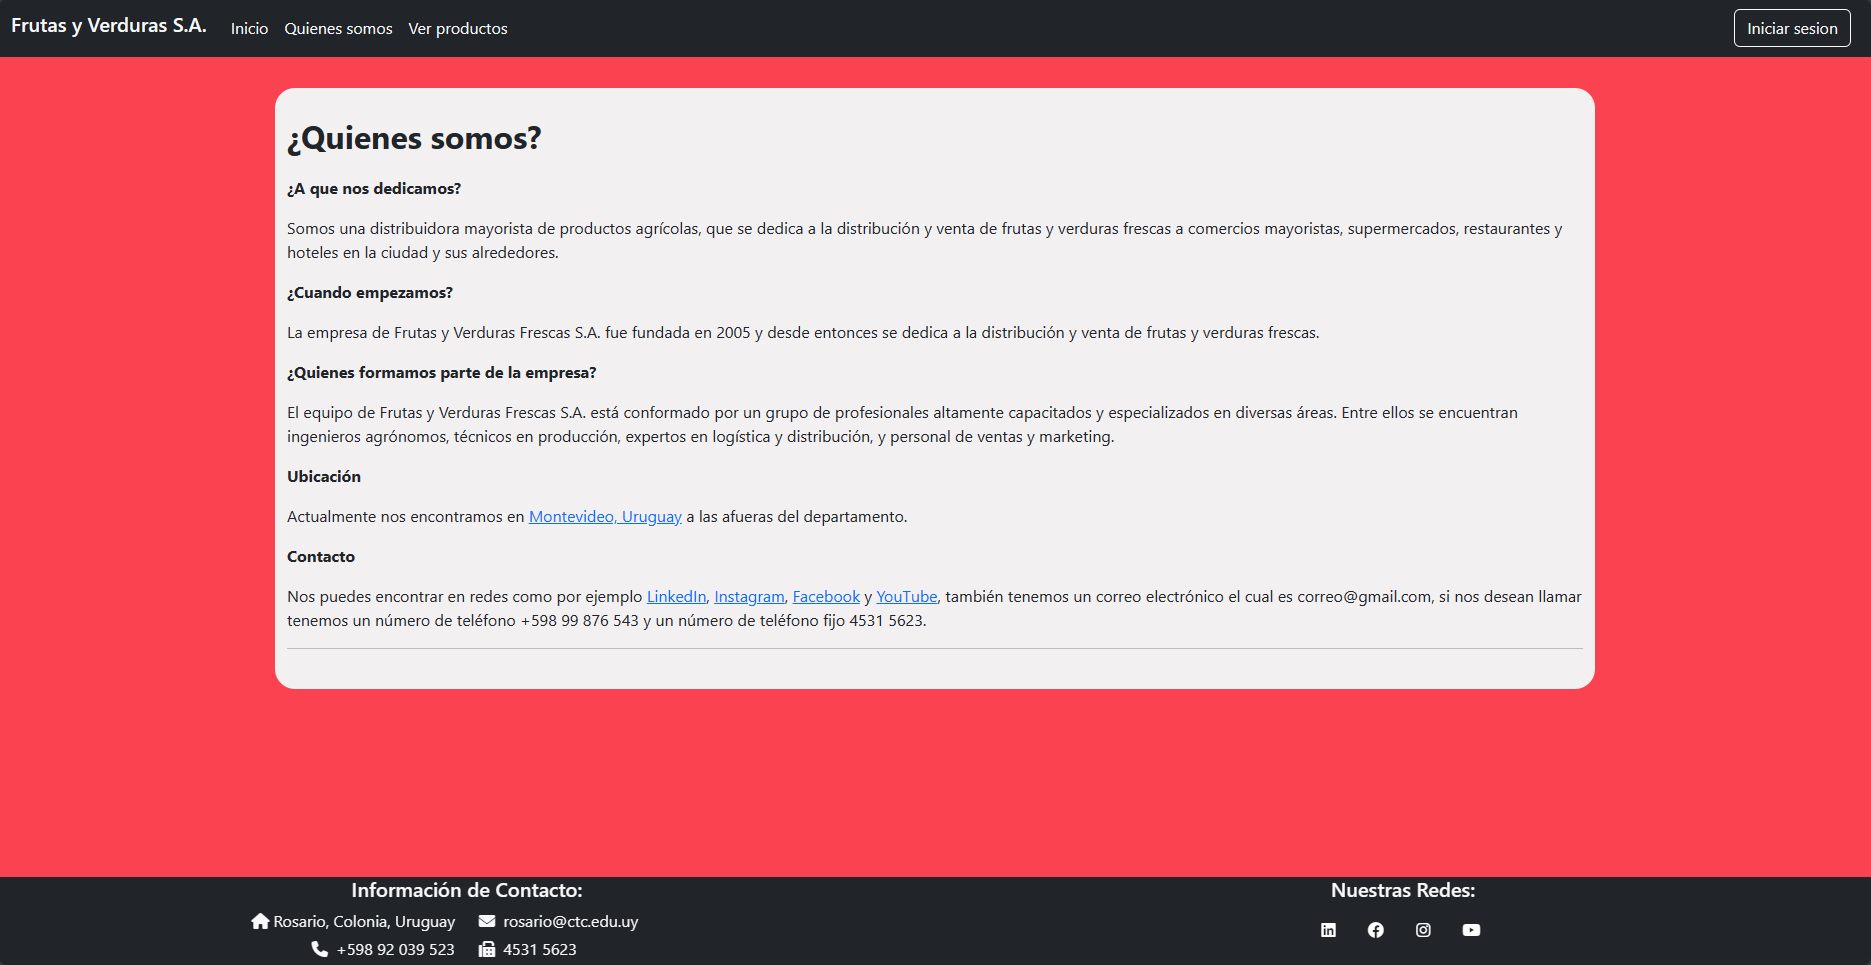 Frutas y Verduras S.A. Inicio Quienes somos Ver productos Iniciar sesion
¿Quienes somos?
¿A que nos dedicamos?
Somos una distribuidora mayorista de productos agrícolas, que se dedica a la distribución y venta de frutas y verduras frescas a comercios mayoristas, supermercados, restaurantes y
hoteles en la ciudad y sus alrededores.
¿Cuando empezamos?
La empresa de Frutas y Verduras Frescas S.A. fue fundada en 2005 y desde entonces se dedica a la distribución y venta de frutas y verduras frescas.
¿Quienes formamos parte de la empresa?
El equipo de Frutas y Verduras Frescas S.A. está conformado por un grupo de profesionales altamente capacitados y especializados en diversas áreas. Entre ellos se encuentran
ingenieros agrónomos, técnicos en producción, expertos en logística y distribución, y personal de ventas y marketing.
Ubicación
Actualmente nos encontramos en Montevideo, Uruguay a las afueras del departamento.
Contacto
Nos puedes encontrar en redes como por ejemplo LinkedIn, Instagram, Facebook y YouTube, también tenemos un correo electrónico el cual es correo@gmail.com, si nos desean llamar
tenemos un número de teléfono +598 99 876 543 y un número de teléfono fijo 4531 5623.
Información de Contacto:
Rosario, Colonia, Uruguay rosario@ctc.edu.uy
+598 92 039 523 4531 5623
Nuestras Redes: